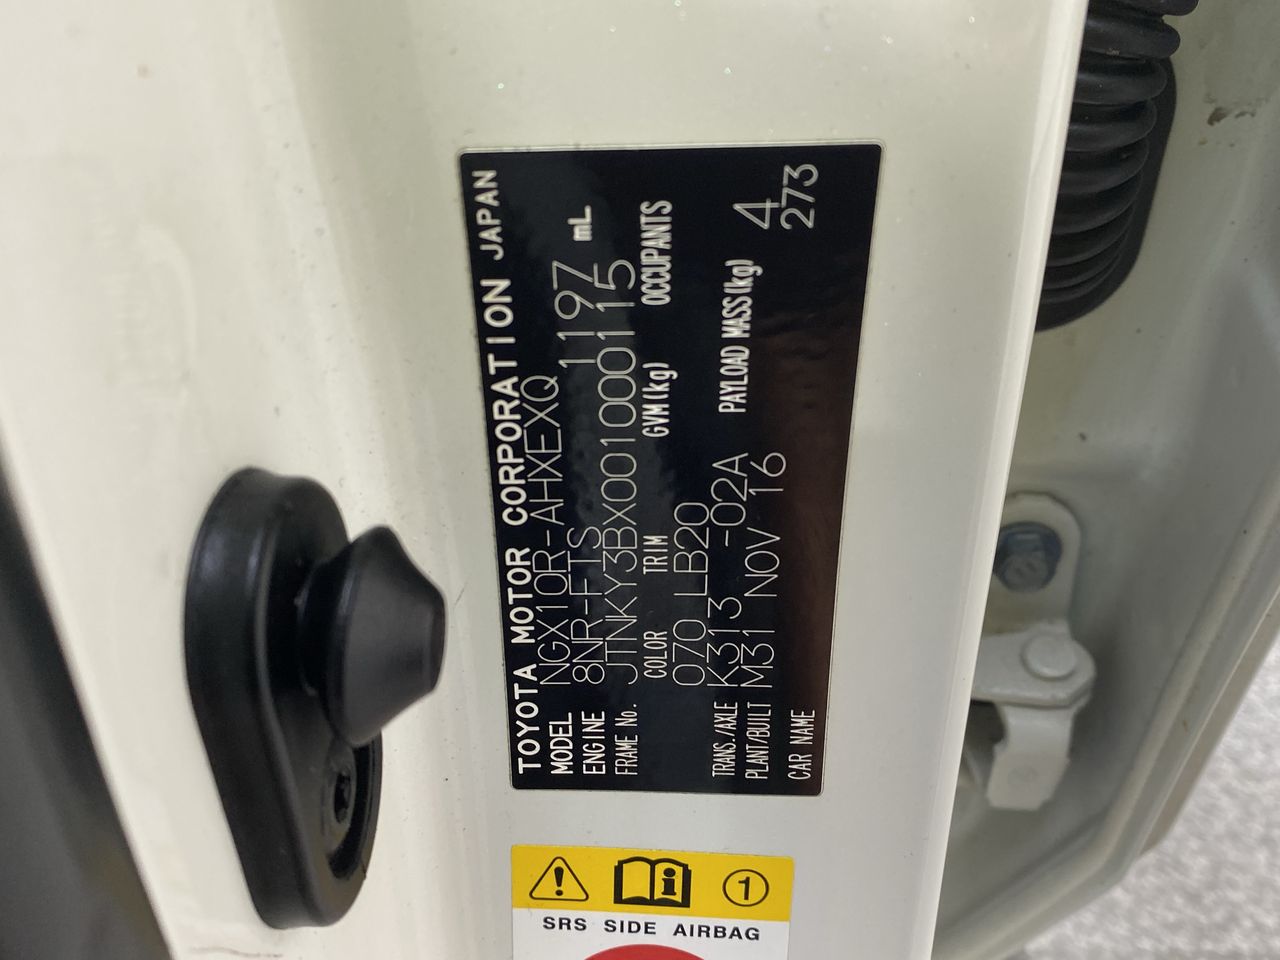 TOYOTA MOTOR CORPORATION JAPAN
MODEL NGX10R-AHXEXQ
ENGINE 8NR-FTS 1197 mL
FRAME No. JTNKY3BX001000115
COLOR TRIM GVM(kg) OCCUPANTS
070 LB20 4
TRANS./AXLE K313 -02A PAYLOAD MASS(kg) 273
PLANT/BUILT M31 NOV 16
CAR NAME
1
SRS SIDE AIRBAG